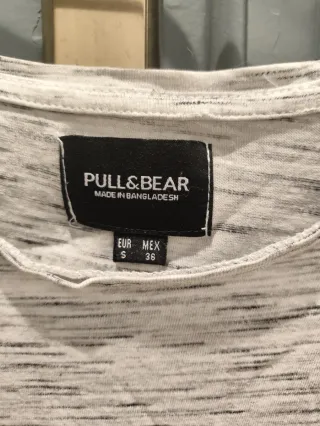 PULL&BEAR
MADE IN BANGLADESH
EUR MEX
S 36